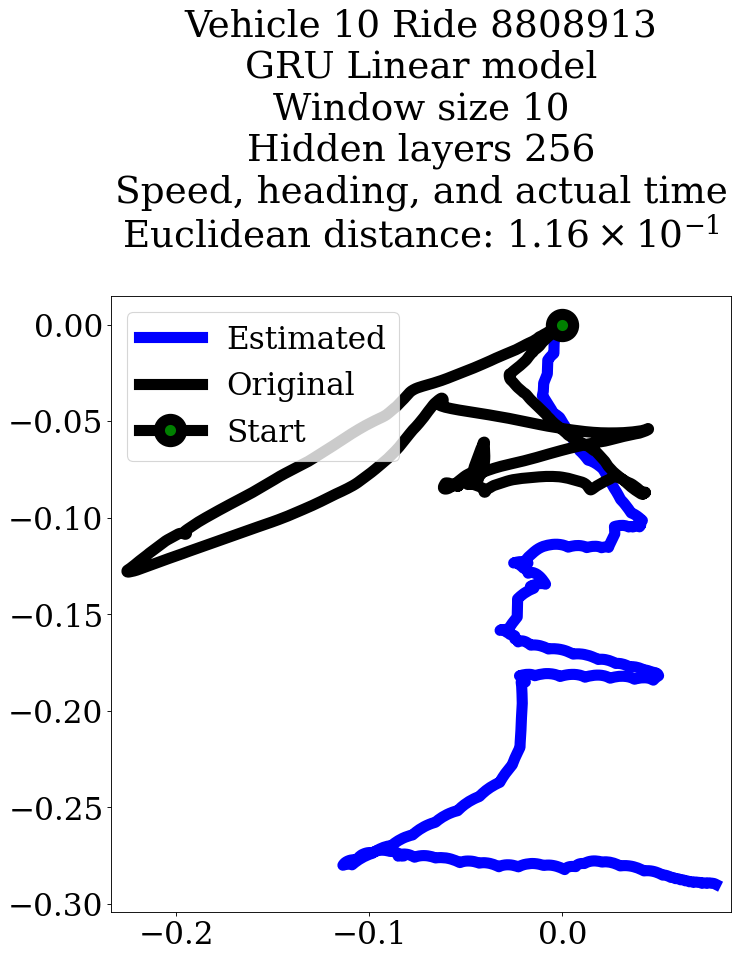 Vehicle 10 Ride 8808913
GRU Linear model
Window size 10
Hidden layers 256
Speed, heading, and actual time
Euclidean distance: 1.16 × 10⁻¹
Estimated
Original
Start
0.00
−0.05
−0.10
−0.15
−0.20
−0.25
−0.30
−0.2
−0.1
0.0